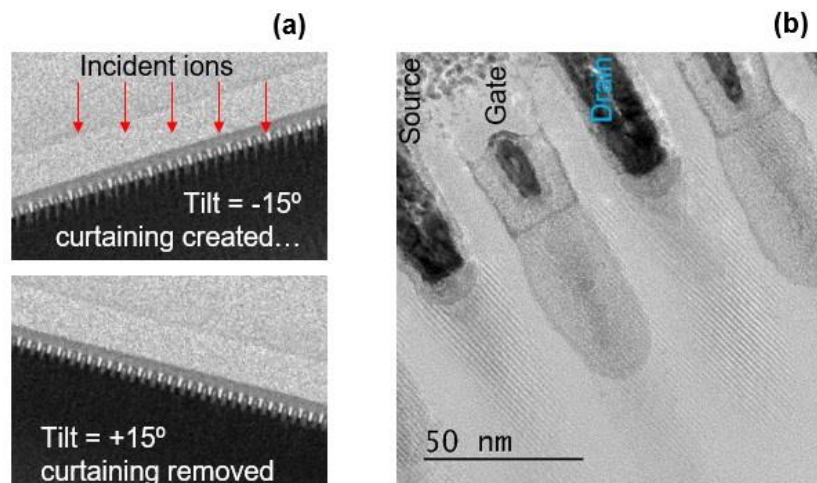 (a)
Incident ions
Tilt = -15º
curtaining created…
Tilt = +15º
curtaining removed
(b)
Source
Gate
Drain
50 nm